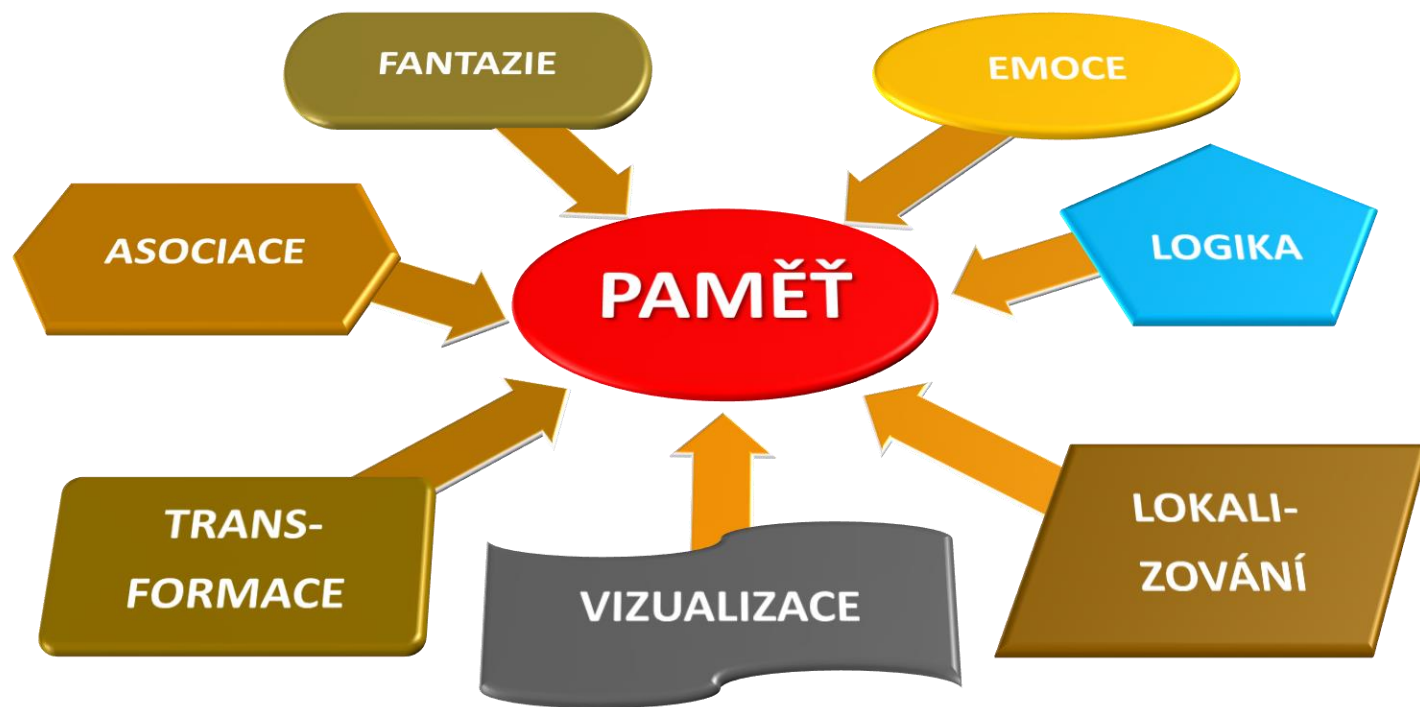 FANTAZIE
EMOCE
ASOCIACE
PAMĚŤ
LOGIKA
TRANS-
FORMACE
VIZUALIZACE
LOKALI-
ZOVÁNÍ